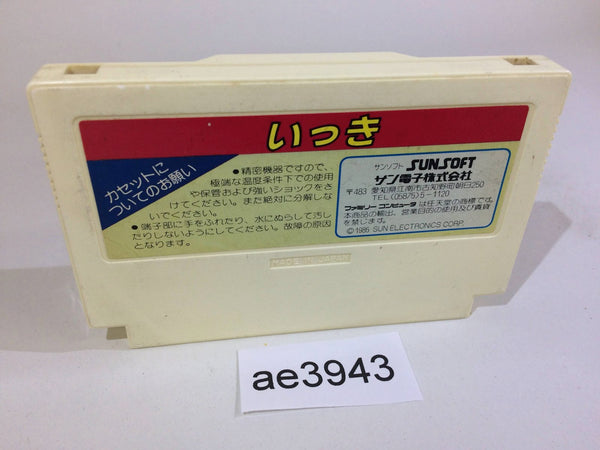 いっき
カセットに
ついてのお願い
●精密機器ですので、
極端な温度条件下での使用
や保管および強いショックをさ
けてください。また絶対に分解しな
いでください。
●端子部に手をふれたり、水にぬらして汚し
たりしないようにしてください。故障の原因
となります。
サンソフト SUNSOFT
サン電子株式会社
〒483 愛知県江南市古知野町朝日250
TEL(05875)5-1120
ファミリーコンピュータは任天堂の商標です。
本商品の輸出、営業目的の使用及び賃貸
を禁じます。
©1985 SUN ELECTRONICS CORP.
MADE IN JAPAN
ae3943